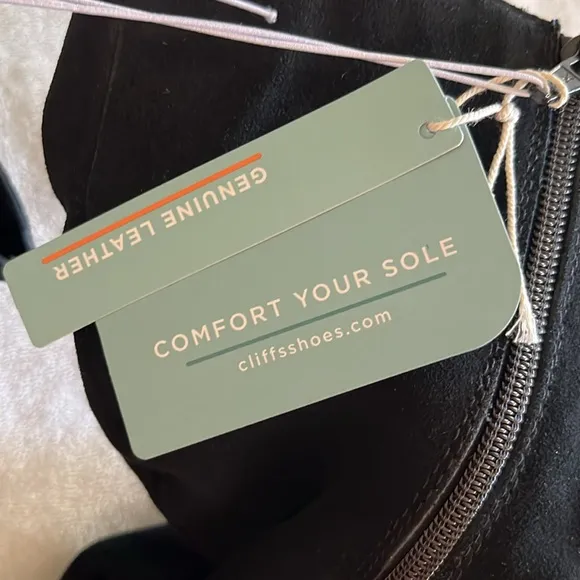 GENUINE LEATHER
COMFORT YOUR SOLE
cliffsshoes.com